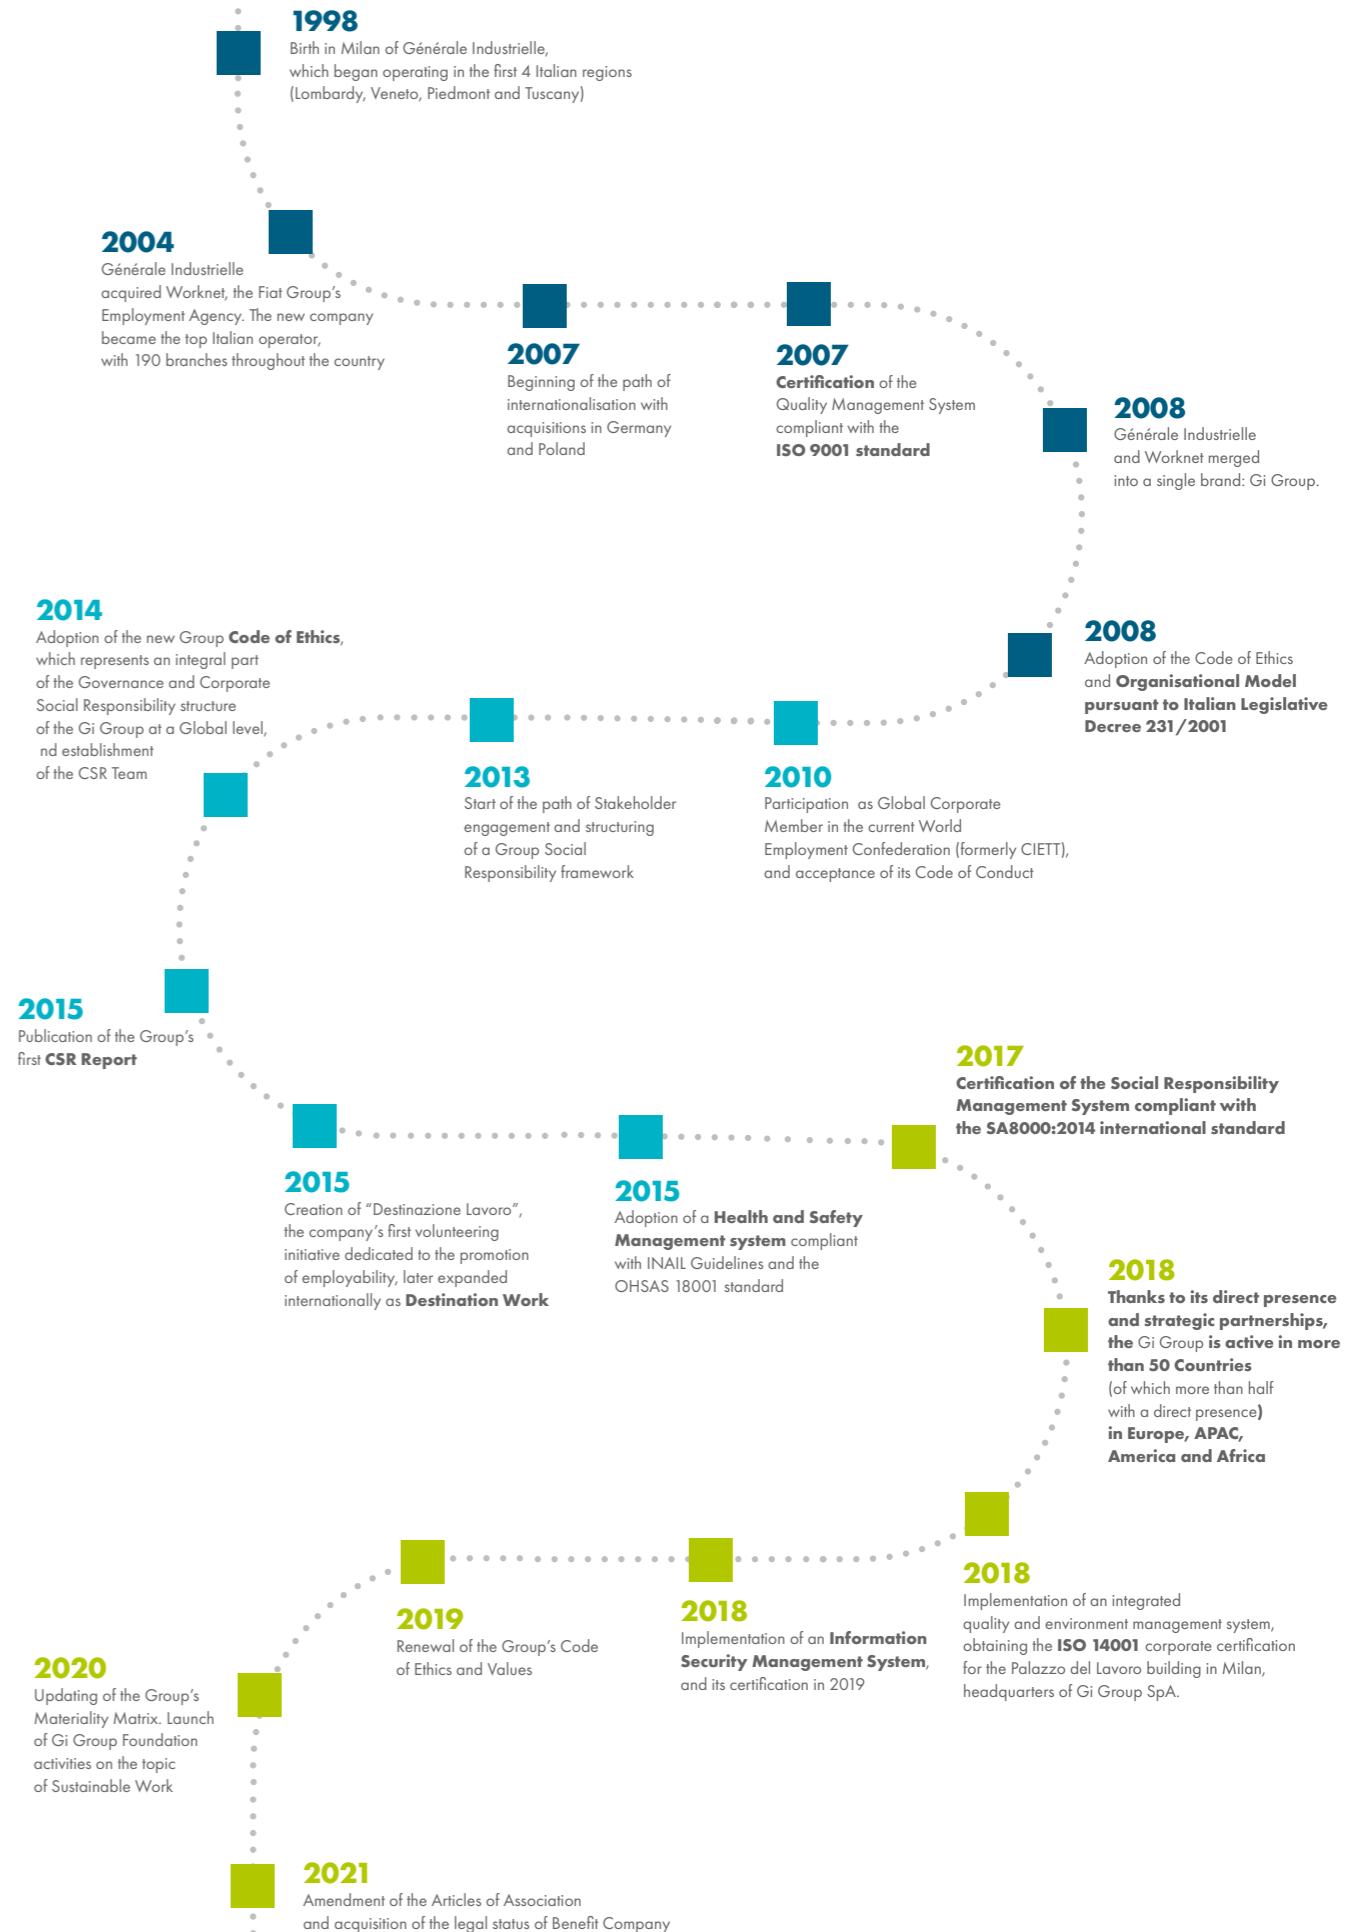 1998
Birth in Milan of Générale Industrielle,
which began operating in the first 4 Italian regions
(Lombardy, Veneto, Piedmont and Tuscany)
2004
Générale Industrielle
acquired Worknet, the Fiat Group's
Employment Agency. The new company
became the top Italian operator,
with 190 branches throughout the country
2007
Beginning of the path of
internationalisation with
acquisitions in Germany
and Poland
2007
Certification of the
Quality Management System
compliant with the
ISO 9001 standard
2008
Générale Industrielle
and Worknet merged
into a single brand: Gi Group.
2008
Adoption of the Code of Ethics
and Organisational Model
pursuant to Italian Legislative
Decree 231/2001
2010
Participation as Global Corporate
Member in the current World
Employment Confederation (formerly CIETT),
and acceptance of its Code of Conduct
2013
Start of the path of Stakeholder
engagement and structuring
of a Group Social
Responsibility framework
2014
Adoption of the new Group Code of Ethics,
which represents an integral part
of the Governance and Corporate
Social Responsibility structure
of the Gi Group at a Global level,
nd establishment
of the CSR Team
2015
Publication of the Group's
first CSR Report
2015
Creation of "Destinazione Lavoro",
the company's first volunteering
initiative dedicated to the promotion
of employability, later expanded
internationally as Destination Work
2015
Adoption of a Health and Safety
Management system compliant
with INAIL Guidelines and the
OHSAS 18001 standard
2017
Certification of the Social Responsibility
Management System compliant with
the SA8000:2014 international standard
2018
Thanks to its direct presence
and strategic partnerships,
the Gi Group is active in more
than 50 Countries
(of which more than half
with a direct presence)
in Europe, APAC,
America and Africa
2018
Implementation of an integrated
quality and environment management system,
obtaining the ISO 14001 corporate certification
for the Palazzo del Lavoro building in Milan,
headquarters of Gi Group SpA.
2018
Implementation of an Information
Security Management System,
and its certification in 2019
2019
Renewal of the Group's Code
of Ethics and Values
2020
Updating of the Group's
Materiality Matrix. Launch
of Gi Group Foundation
activities on the topic
of Sustainable Work
2021
Amendment of the Articles of Association
and acquisition of the legal status of Benefit Company